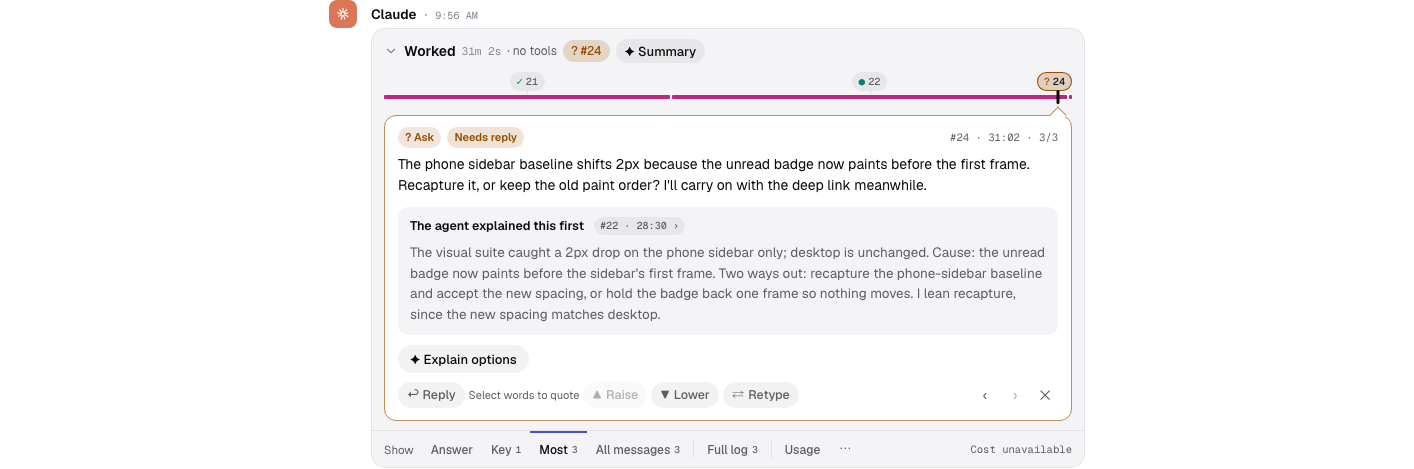 Claude · 9:56 AM
Worked 31m 2s · no tools ? #24 ✦ Summary
✓ 21 ● 22 ? 24
? Ask Needs reply #24 · 31:02 · 3/3
The phone sidebar baseline shifts 2px because the unread badge now paints before the first frame.
Recapture it, or keep the old paint order? I'll carry on with the deep link meanwhile.
The agent explained this first #22 · 28:30 ›
The visual suite caught a 2px drop on the phone sidebar only; desktop is unchanged. Cause: the unread
badge now paints before the sidebar's first frame. Two ways out: recapture the phone-sidebar baseline
and accept the new spacing, or hold the badge back one frame so nothing moves. I lean recapture,
since the new spacing matches desktop.
✦ Explain options
↩ Reply Select words to quote ▲ Raise ▼ Lower ⇄ Retype ‹ › ×
Show Answer Key 1 Most 3 All messages 3 Full log 3 Usage ··· Cost unavailable